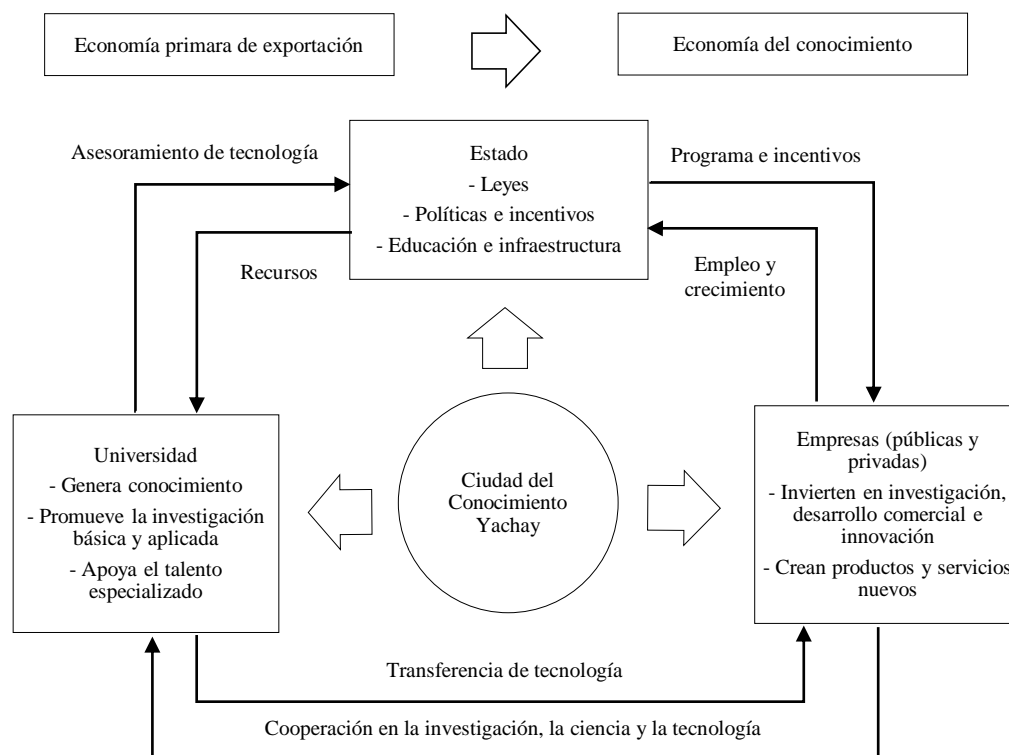 Economía primara de exportación
Economía del conocimiento
Asesoramiento de tecnología
Estado
- Leyes
- Políticas e incentivos
- Educación e infraestructura
Programa e incentivos
Recursos
Empleo y
crecimiento
Universidad
- Genera conocimiento
- Promueve la investigación
básica y aplicada
- Apoya el talento
especializado
Ciudad del
Conocimiento
Yachay
Empresas (públicas y
privadas)
- Invierten en investigación,
desarrollo comercial e
innovación
- Crean productos y servicios
nuevos
Transferencia de tecnología
Cooperación en la investigación, la ciencia y la tecnología